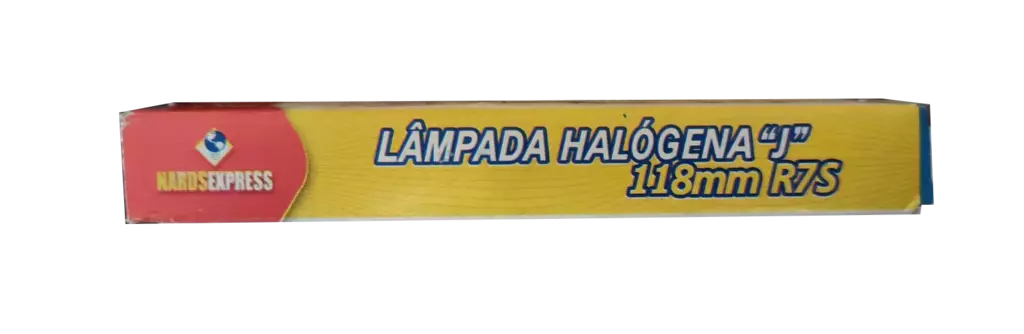 NARDSEXPRESS
LÂMPADA HALÓGENA “J”
118mm R7S